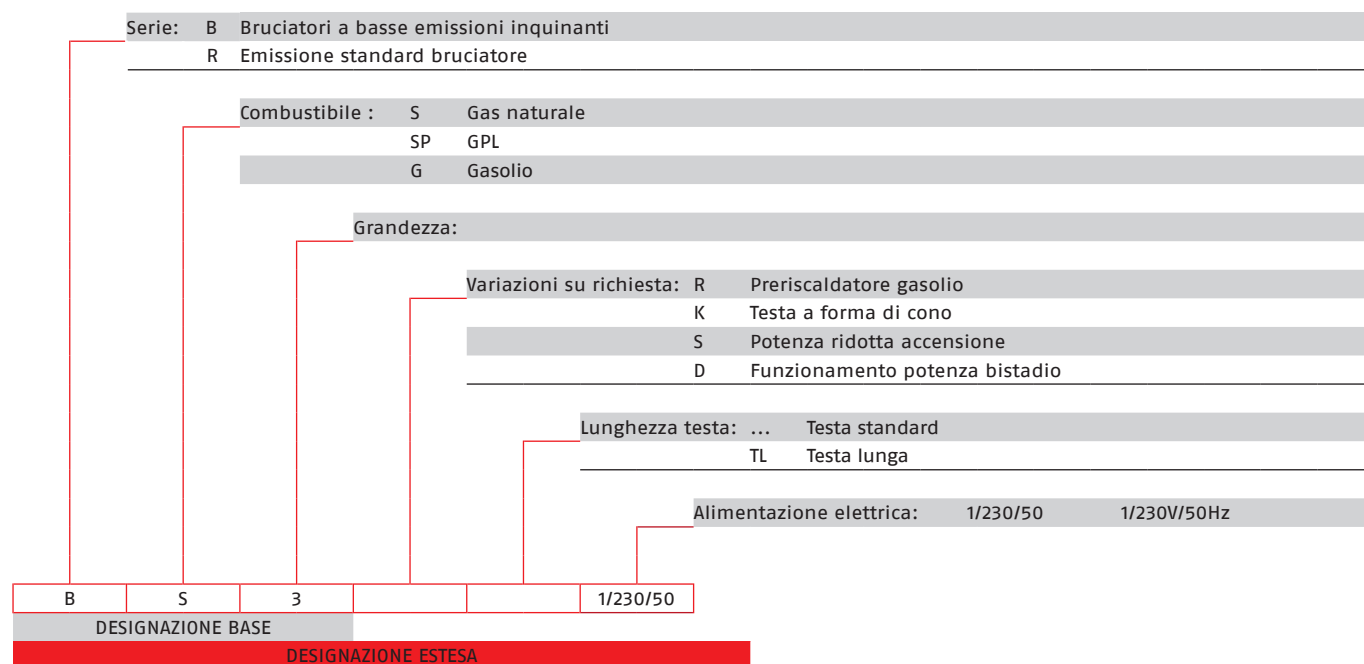 Serie: B Bruciatori a basse emissioni inquinanti
R Emissione standard bruciatore
Combustibile : S Gas naturale
SP GPL
G Gasolio
Grandezza:
Variazioni su richiesta: R Preriscaldatore gasolio
K Testa a forma di cono
S Potenza ridotta accensione
D Funzionamento potenza bistadio
Lunghezza testa: ... Testa standard
TL Testa lunga
Alimentazione elettrica: 1/230/50 1/230V/50Hz
B S 3 1/230/50
DESIGNAZIONE BASE
DESIGNAZIONE ESTESA